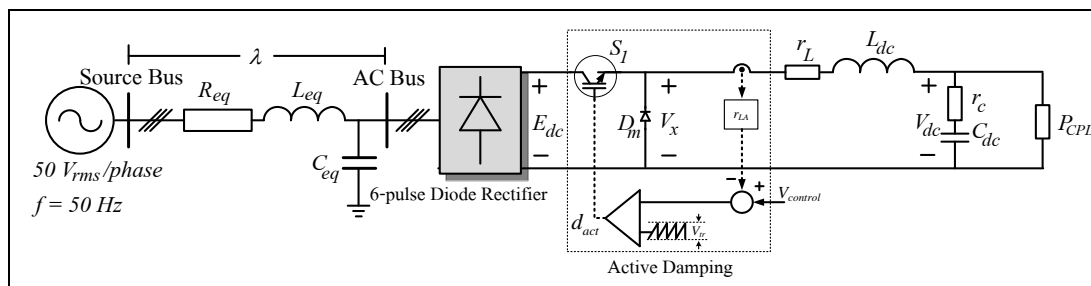 λ
Source Bus
R_eq
L_eq
C_eq
AC Bus
50 V_rms/phase
f = 50 Hz
6-pulse Diode Rectifier
+
E_dc
−
S_1
D_m
+
V_x
−
r_LA
− +
V_control
d_act
V_tr
Active Damping
r_L
L_dc
+
V_dc
−
r_c
C_dc
P_CPL